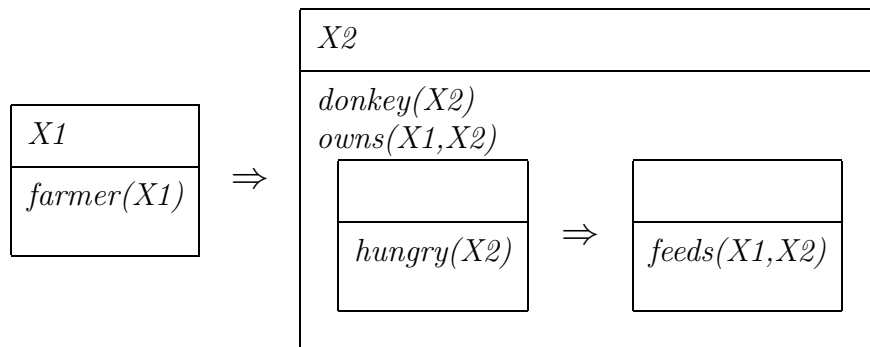 X2
donkey(X2)
owns(X1,X2)
X1
farmer(X1)
⇒
hungry(X2)
⇒
feeds(X1,X2)